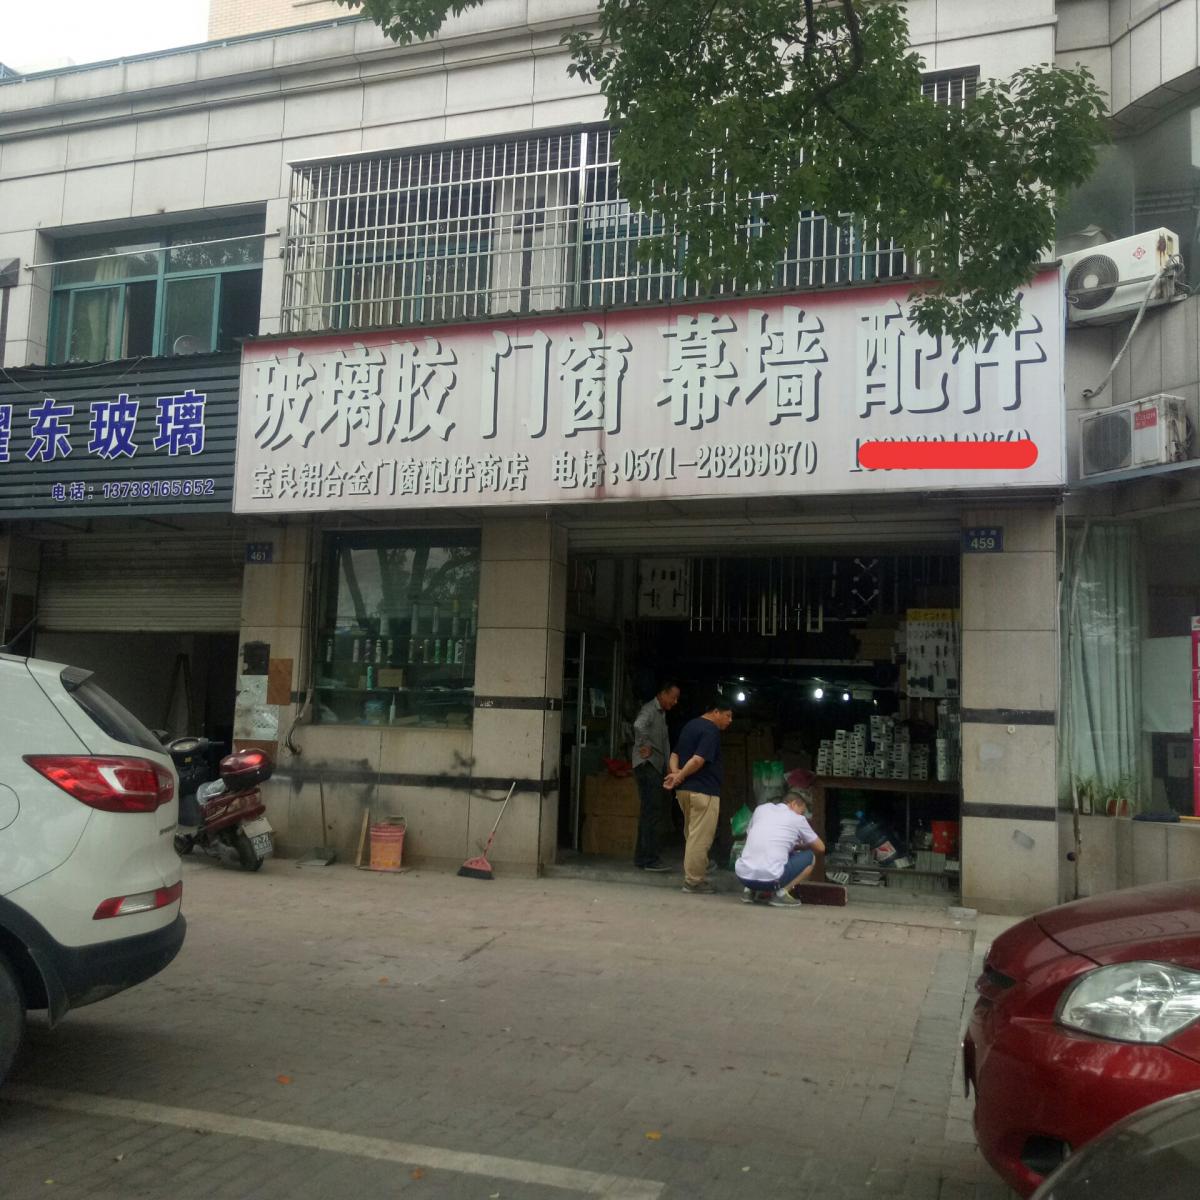 玻璃胶 门窗 幕墙 配件
宝良铝合金门窗配件商店 电话:0571-26269670
耀东玻璃
电话:13738165652
461
459